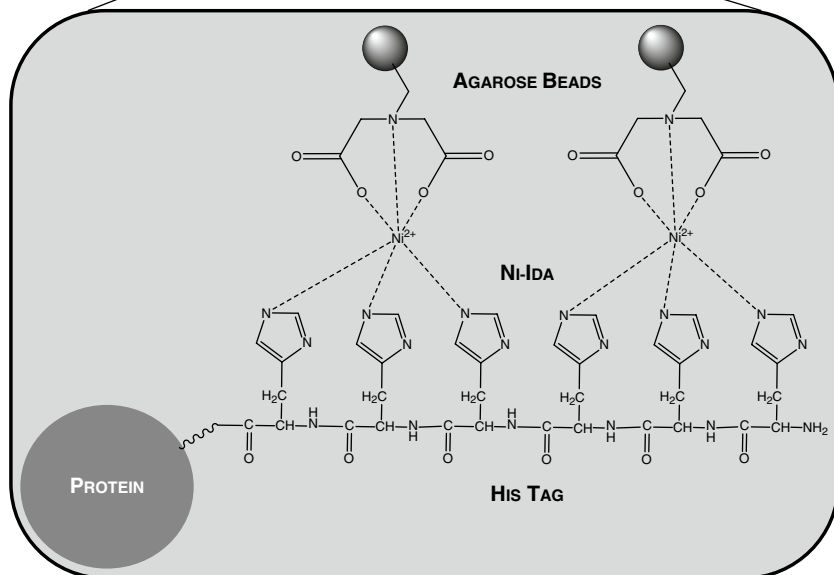 AGAROSE BEADS
N N
O O O O
O O O O
Ni2+ Ni2+
NI-IDA
N N N N N N
N N N N N N
H2C H2C H2C H2C H2C H2C
H H H
C CH N C CH N C CH N C CH N C CH N C CH NH2
H H
O O O O O O
PROTEIN
HIS TAG